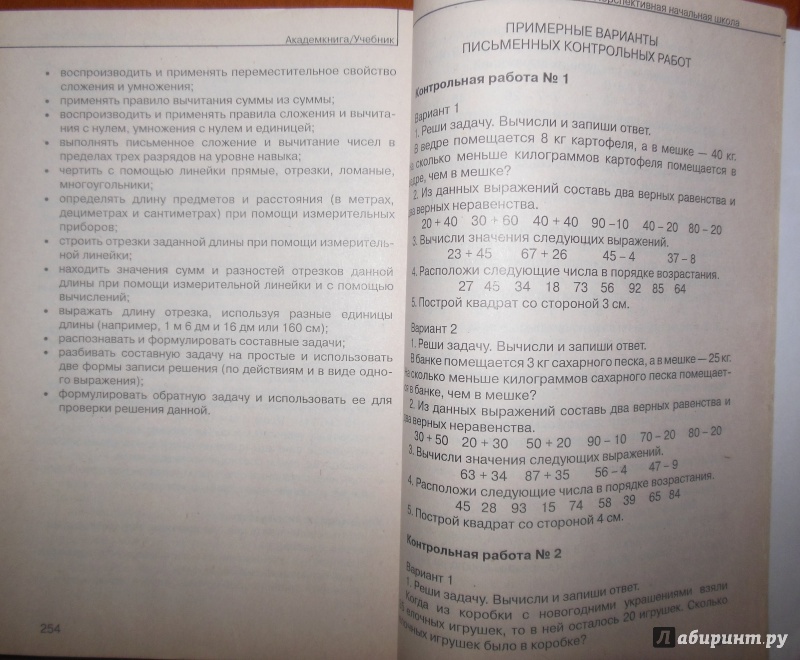 Академкнига/Учебник
• воспроизводить и применять переместительное свойство
сложения и умножения;
• применять правило вычитания суммы из суммы;
• воспроизводить и применять правила сложения и вычита-
ния с нулем, умножения с нулем и единицей;
• выполнять письменное сложение и вычитание чисел в
пределах трех разрядов на уровне навыка;
• чертить с помощью линейки прямые, отрезки, ломаные,
многоугольники;
• определять длину предметов и расстояния (в метрах,
дециметрах и сантиметрах) при помощи измерительных
приборов;
• строить отрезки заданной длины при помощи измеритель-
ной линейки;
• находить значения сумм и разностей отрезков данной
длины при помощи измерительной линейки и с помощью
вычислений;
• выражать длину отрезка, используя разные единицы
длины (например, 1 м 6 дм и 16 дм или 160 см);
• распознавать и формулировать составные задачи;
• разбивать составную задачу на простые и использовать
две формы записи решения (по действиям и в виде одно-
го выражения);
• формулировать обратную задачу и использовать ее для
проверки решения данной.
254
начальная школа
ПРИМЕРНЫЕ ВАРИАНТЫ
ПИСЬМЕННЫХ КОНТРОЛЬНЫХ РАБОТ
Контрольная работа № 1
Вариант 1
1. Реши задачу. Вычисли и запиши ответ.
В ведре помещается 8 кг картофеля, а в мешке — 40 кг.
сколько меньше килограммов картофеля помещается в
чем в мешке?
2. Из данных выражений составь два верных равенства и
два верных неравенства.
20 + 40 30 + 60 40 + 40 90 – 10 40 – 20 80 – 20
3. Вычисли значения следующих выражений.
23 + 45 67 + 26 45 – 4 37 – 8
4. Расположи следующие числа в порядке возрастания.
27 45 34 18 73 56 92 85 64
5. Построй квадрат со стороной 3 см.
Вариант 2
1. Реши задачу. Вычисли и запиши ответ.
В банке помещается 3 кг сахарного песка, а в мешке — 25 кг.
На сколько меньше килограммов сахарного песка помещает-
ся в банке, чем в мешке?
2. Из данных выражений составь два верных равенства и
два верных неравенства.
30 + 50 20 + 30 50 + 20 90 – 10 70 – 20 80 – 20
3. Вычисли значения следующих выражений.
63 + 34 87 + 35 56 – 4 47 – 9
4. Расположи следующие числа в порядке возрастания.
45 28 93 15 74 58 39 65 84
5. Построй квадрат со стороной 4 см.
Контрольная работа № 2
Вариант 1
1. Реши задачу. Вычисли и запиши ответ.
Когда из коробки с новогодними украшениями взяли
елочных игрушек, то в ней осталось 20 игрушек. Сколько
игрушек было в коробке?
Лабиринт.ру